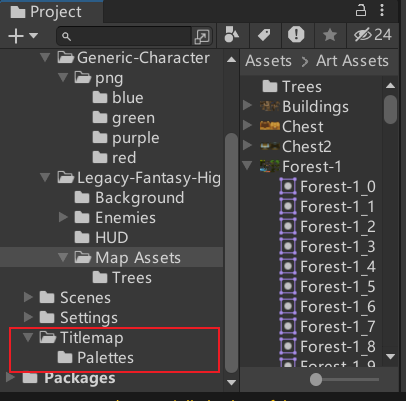 Project
24
Generic-Character
png
blue
green
purple
red
Legacy-Fantasy-Hig
Background
Enemies
HUD
Map Assets
Trees
Scenes
Settings
Titlemap
Palettes
Packages
Assets > Art Assets
Trees
Buildings
Chest
Chest2
Forest-1
Forest-1_0
Forest-1_1
Forest-1_2
Forest-1_3
Forest-1_4
Forest-1_5
Forest-1_6
Forest-1_7
Forest-1_8
Forest-1_9